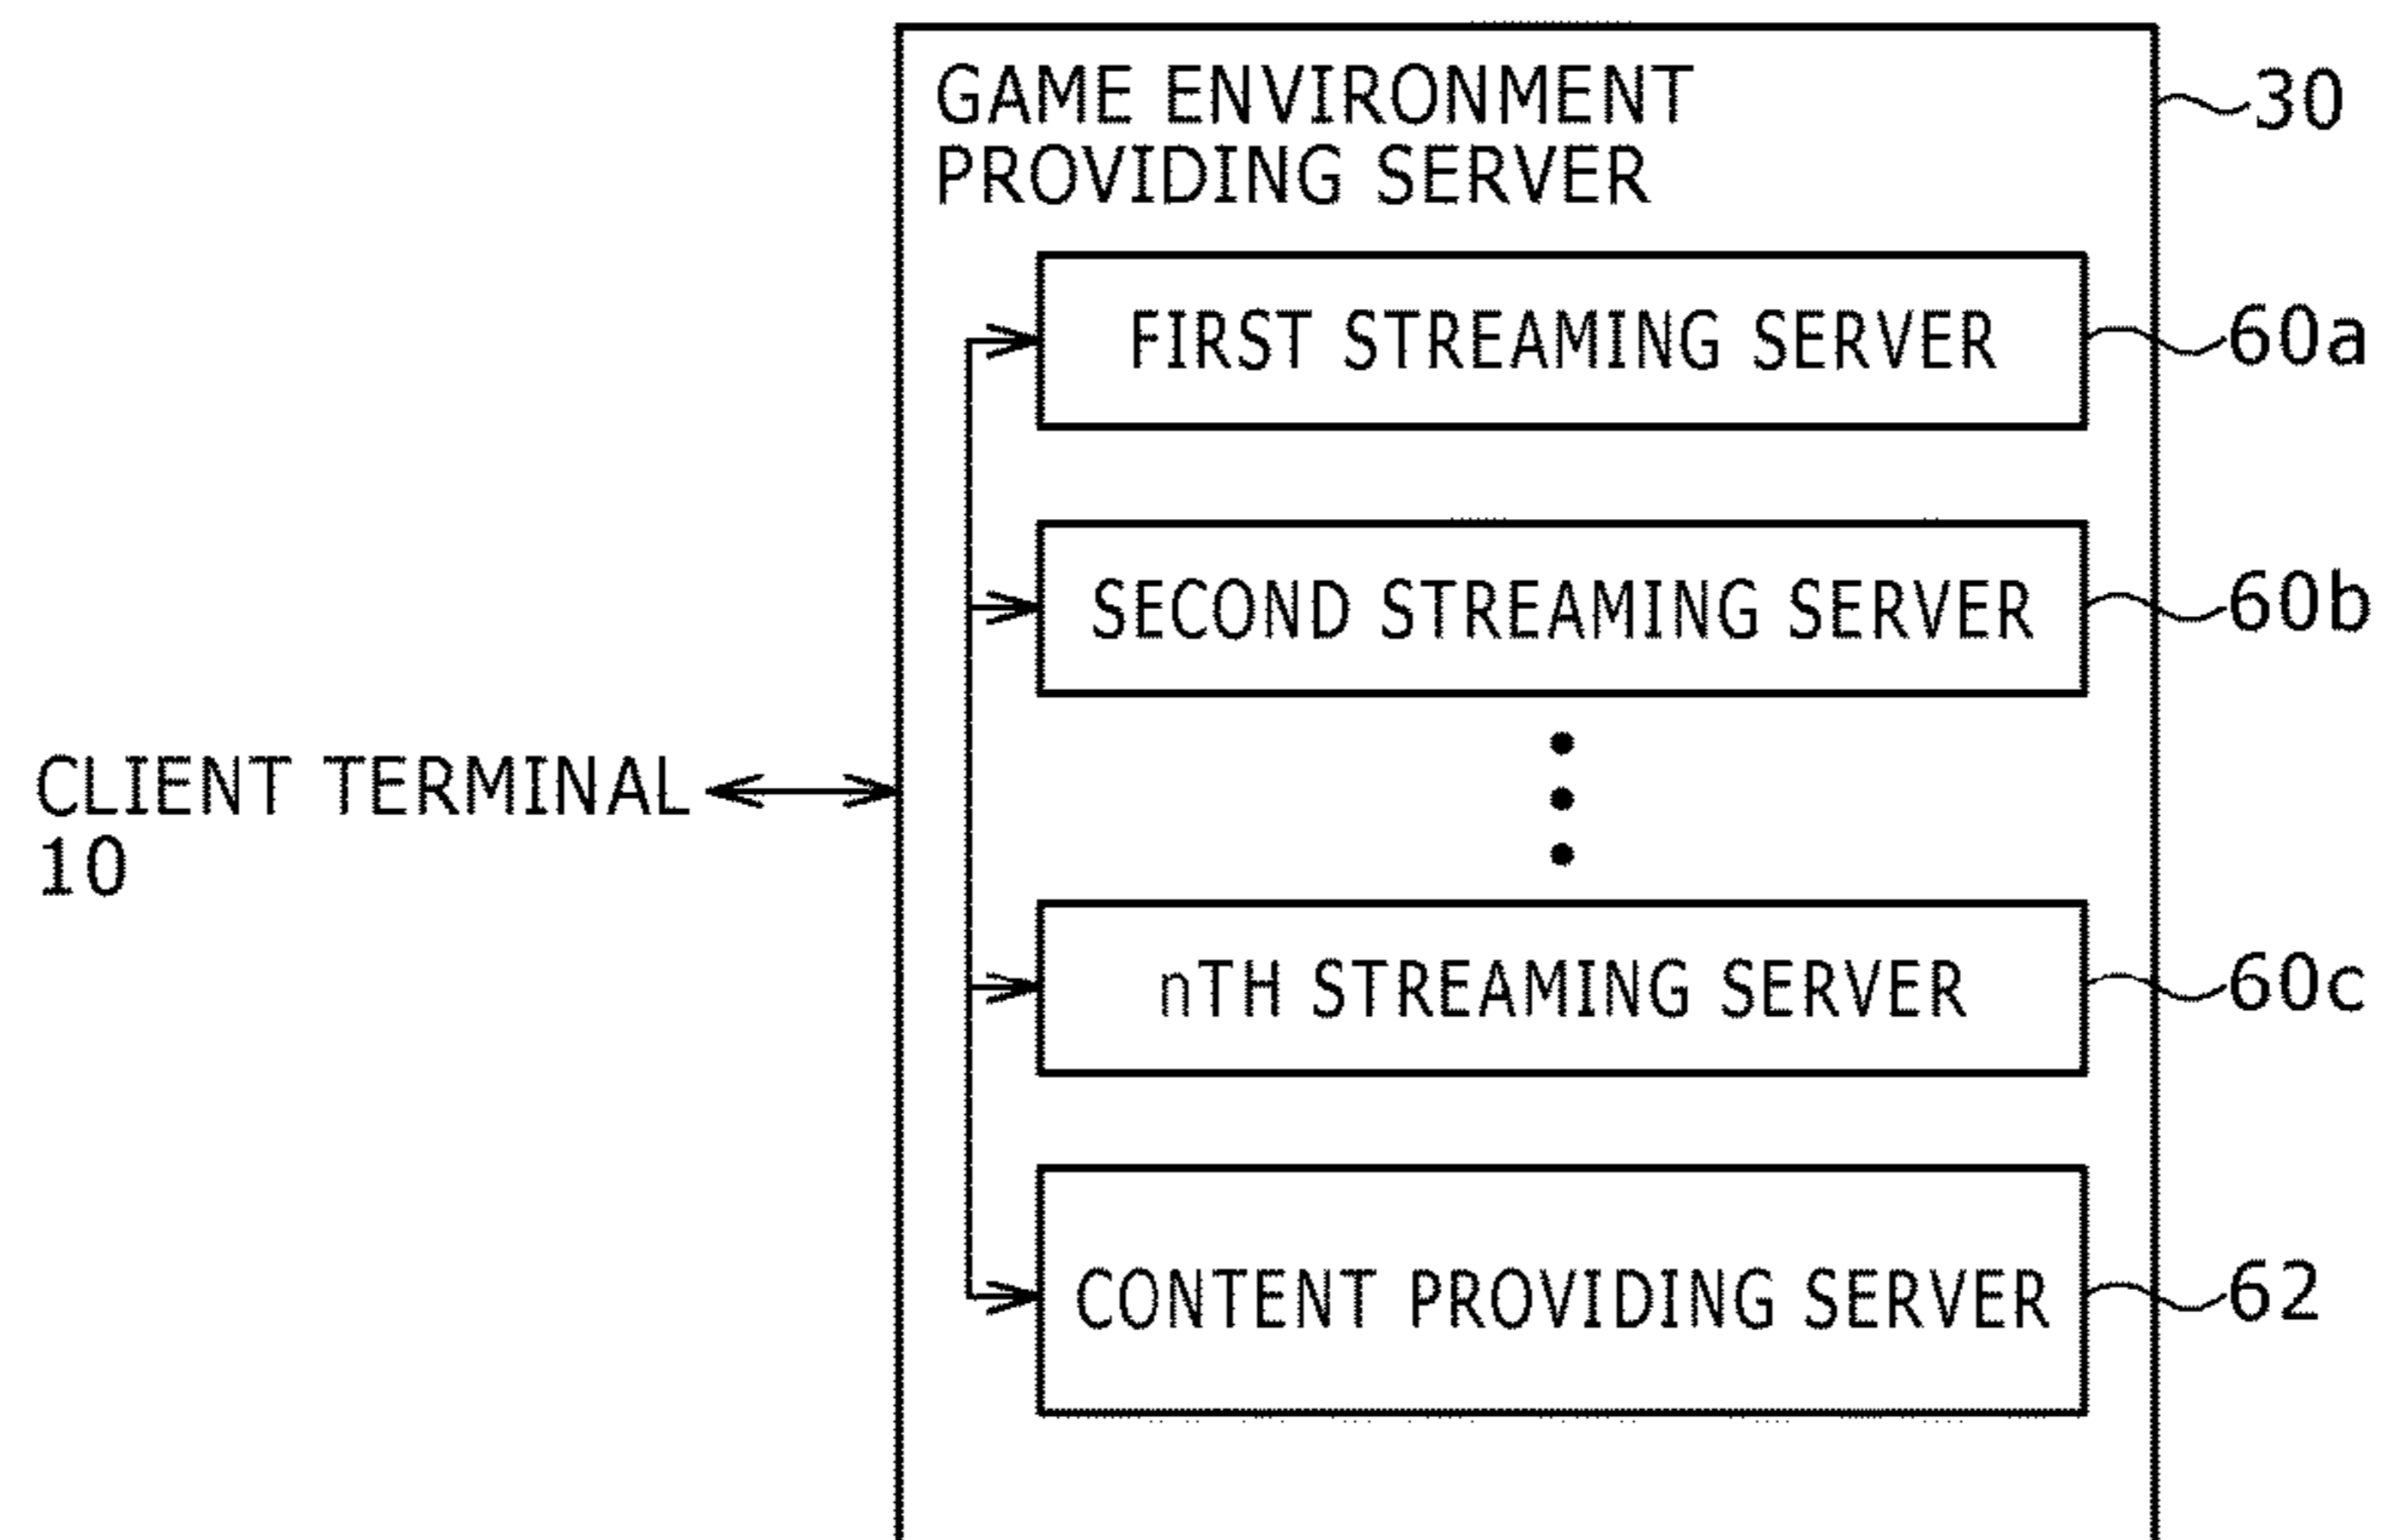 GAME ENVIRONMENT
PROVIDING SERVER
30
FIRST STREAMING SERVER
60a
SECOND STREAMING SERVER
60b
CLIENT TERMINAL
10
nTH STREAMING SERVER
60c
CONTENT PROVIDING SERVER
62